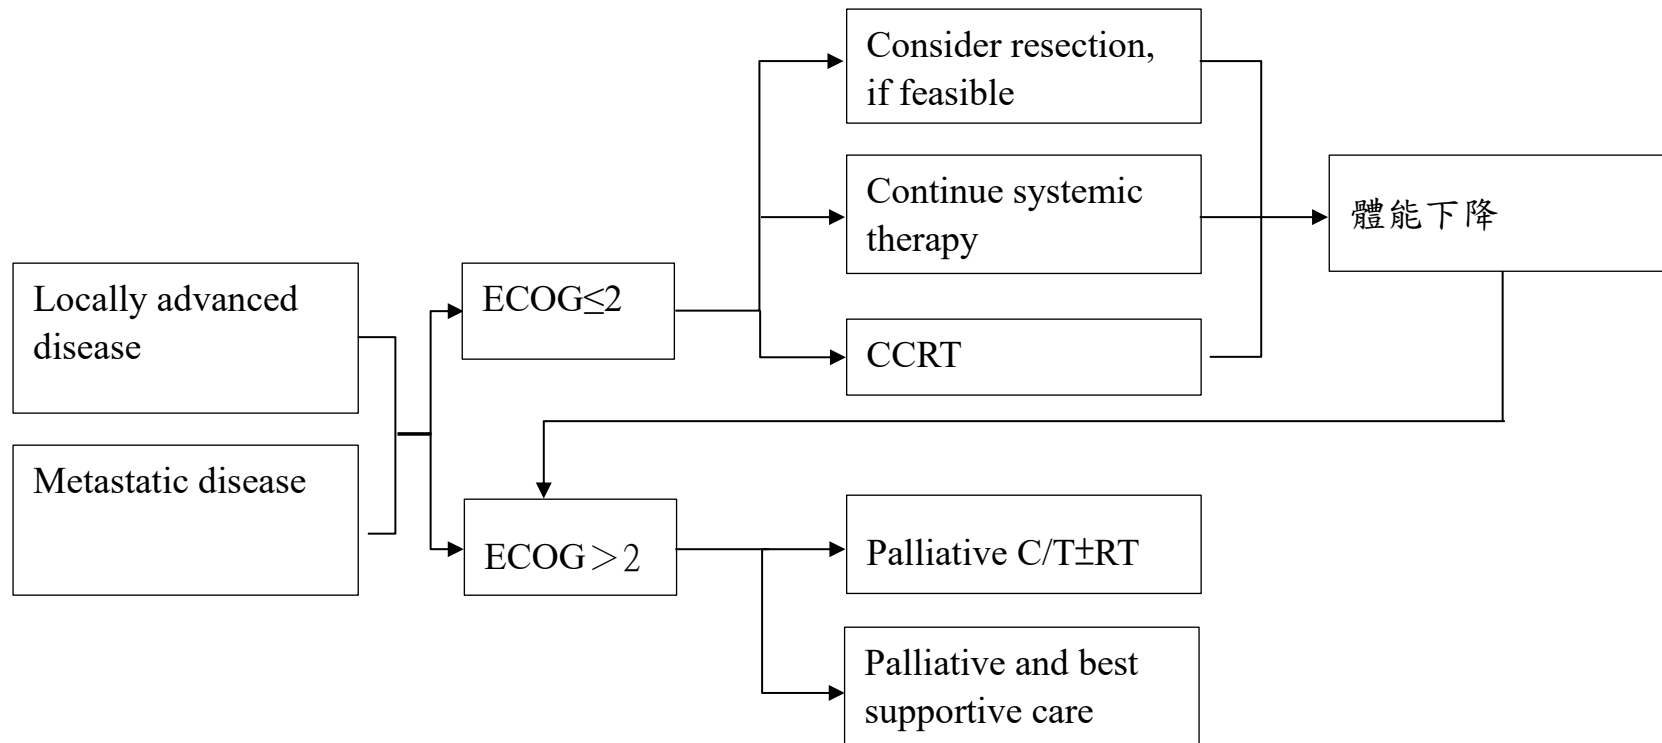 Consider resection,
if feasible
Continue systemic
therapy
體能下降
Locally advanced
disease
ECOG≤2
CCRT
Metastatic disease
ECOG＞2
Palliative C/T±RT
Palliative and best
supportive care